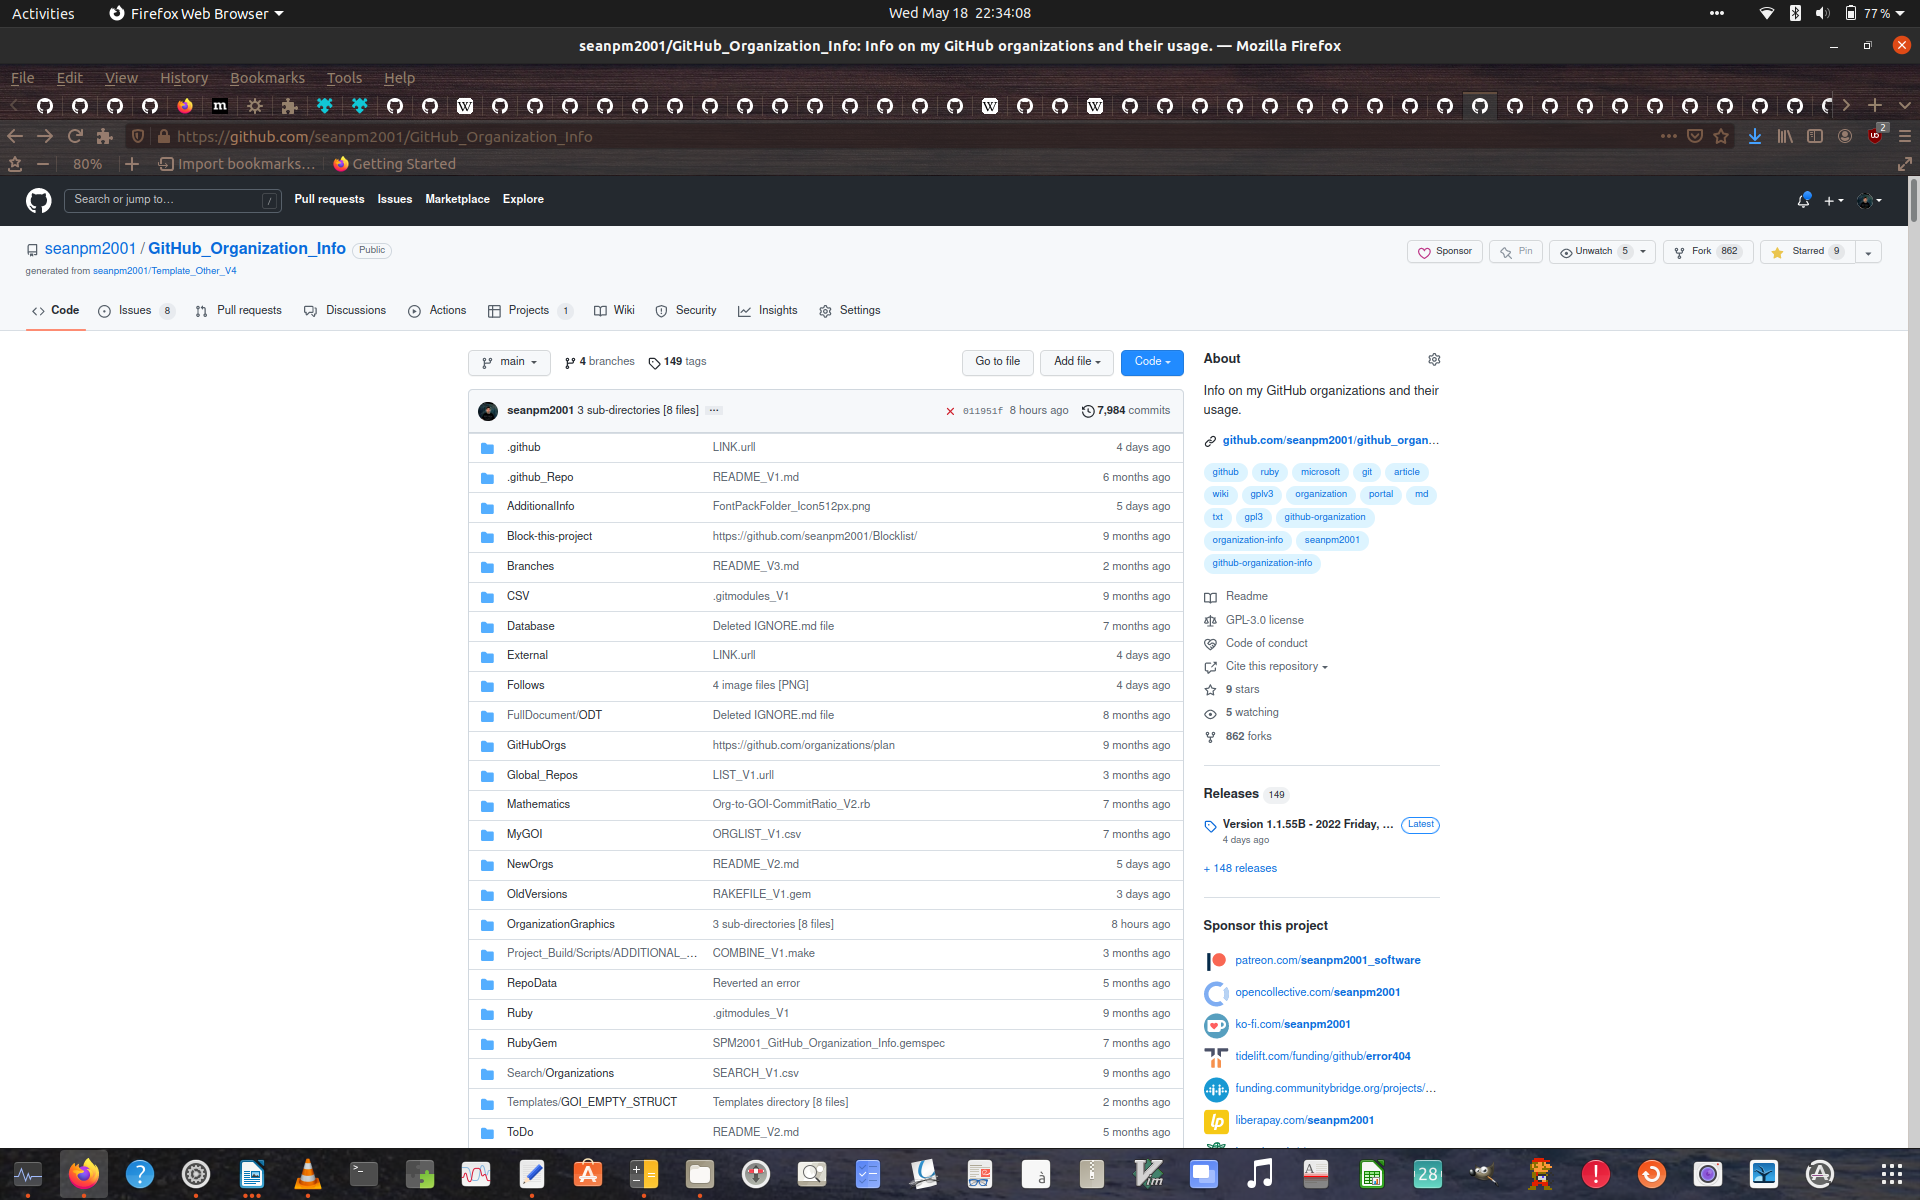 Activities
Firefox Web Browser
Wed May 18 22:34:08
77 %
seanpm2001/GitHub_Organization_Info: Info on my GitHub organizations and their usage. — Mozilla Firefox
File Edit View History Bookmarks Tools Help
https://github.com/seanpm2001/GitHub_Organization_Info
2
80%
Import bookmarks...
Getting Started
Search or jump to...
/
Pull requests
Issues
Marketplace
Explore
seanpm2001 / GitHub_Organization_Info
Public
generated from seanpm2001/Template_Other_V4
Sponsor
Pin
Unwatch 5
Fork 862
Starred 9
Code
Issues 8
Pull requests
Discussions
Actions
Projects 1
Wiki
Security
Insights
Settings
main
4 branches
149 tags
Go to file
Add file
Code
seanpm2001 3 sub-directories [8 files] ...
011951f 8 hours ago
7,984 commits
.github LINK.urll 4 days ago
.github_Repo README_V1.md 6 months ago
AdditionalInfo FontPackFolder_Icon512px.png 5 days ago
Block-this-project https://github.com/seanpm2001/Blocklist/ 9 months ago
Branches README_V3.md 2 months ago
CSV .gitmodules_V1 9 months ago
Database Deleted IGNORE.md file 7 months ago
External LINK.urll 4 days ago
Follows 4 image files [PNG] 4 days ago
FullDocument/ODT Deleted IGNORE.md file 8 months ago
GitHubOrgs https://github.com/organizations/plan 9 months ago
Global_Repos LIST_V1.urll 3 months ago
Mathematics Org-to-GOI-CommitRatio_V2.rb 7 months ago
MyGOI ORGLIST_V1.csv 7 months ago
NewOrgs README_V2.md 5 days ago
OldVersions RAKEFILE_V1.gem 3 days ago
OrganizationGraphics 3 sub-directories [8 files] 8 hours ago
Project_Build/Scripts/ADDITIONAL_... COMBINE_V1.make 3 months ago
RepoData Reverted an error 5 months ago
Ruby .gitmodules_V1 9 months ago
RubyGem SPM2001_GitHub_Organization_Info.gemspec 7 months ago
Search/Organizations SEARCH_V1.csv 9 months ago
Templates/GOI_EMPTY_STRUCT Templates directory [8 files] 2 months ago
ToDo README_V2.md 5 months ago
About
Info on my GitHub organizations and their
usage.
github.com/seanpm2001/github_organ...
github ruby microsoft git article
wiki gplv3 organization portal md
txt gpl3 github-organization
organization-info seanpm2001
github-organization-info
Readme
GPL-3.0 license
Code of conduct
Cite this repository
9 stars
5 watching
862 forks
Releases 149
Version 1.1.55B - 2022 Friday, ... Latest
4 days ago
+ 148 releases
Sponsor this project
patreon.com/seanpm2001_software
opencollective.com/seanpm2001
ko-fi.com/seanpm2001
tidelift.com/funding/github/error404
funding.communitybridge.org/projects/...
liberapay.com/seanpm2001
28